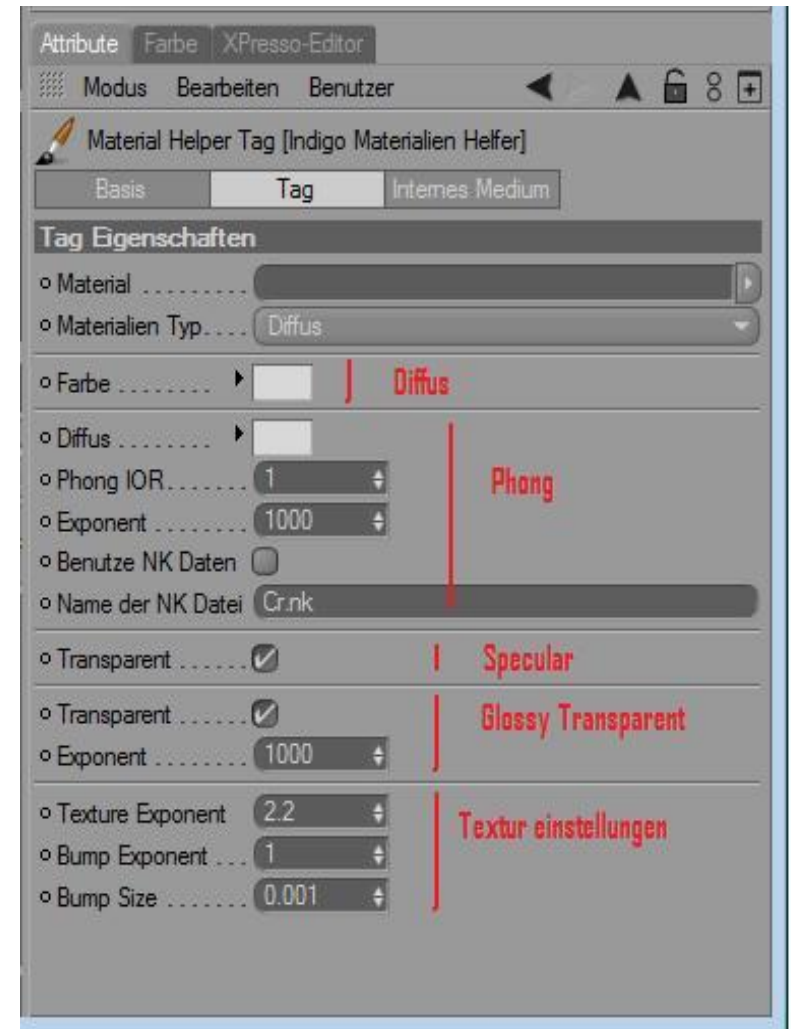 Attribute Farbe XPresso-Editor
Modus Bearbeiten Benutzer
Material Helper Tag [Indigo Materialien Helfer]
Basis Tag Internes Medium
Tag Eigenschaften
Material .........
Materialien Typ.... Diffus
Farbe ........ Diffus
Diffus ........
Phong IOR....... 1 Phong
Exponent ........ 1000
Benutze NK Daten
Name der NK Datei Cr.nk
Transparent ...... Specular
Transparent ...... Glossy Transparent
Exponent ........ 1000
Texture Exponent 2.2 Textur einstellungen
Bump Exponent ... 1
Bump Size ....... 0.001